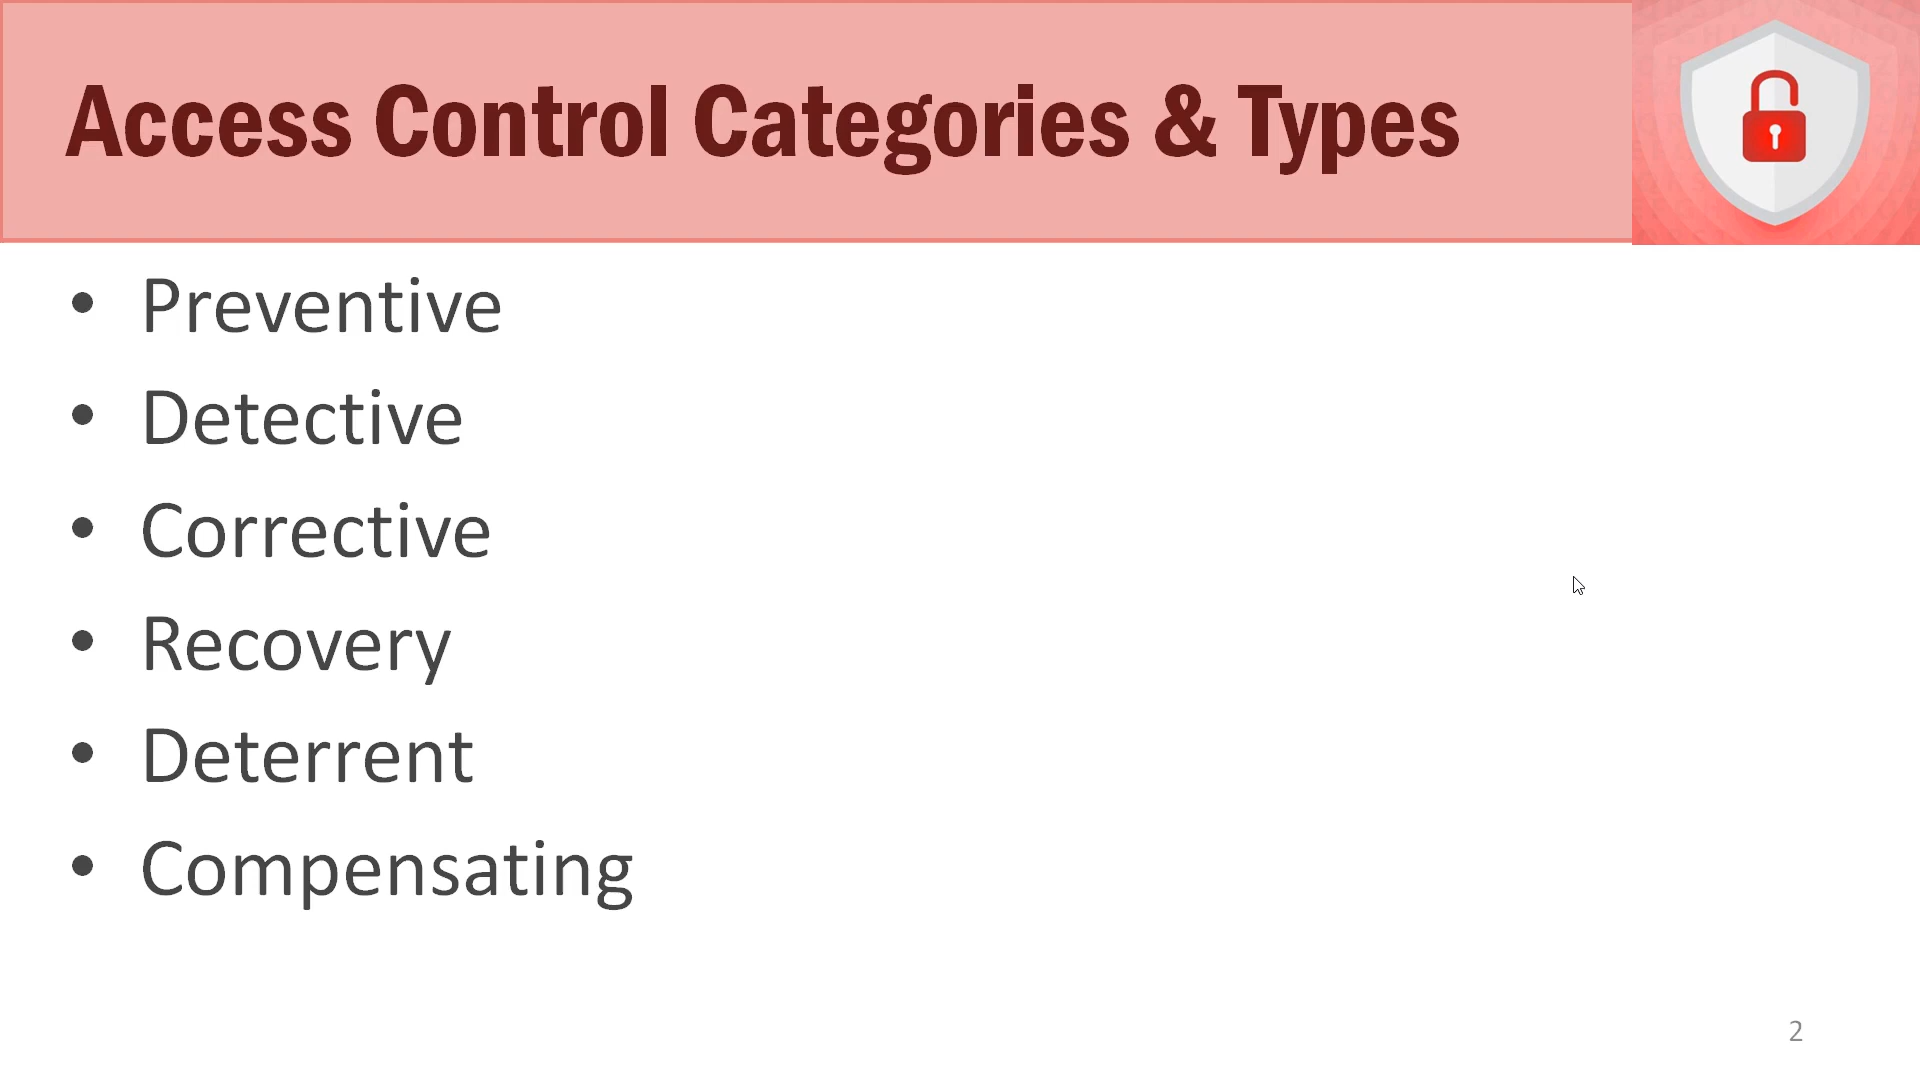 Access Control Categories & Types
• Preventive
• Detective
• Corrective
• Recovery
• Deterrent
• Compensating
2